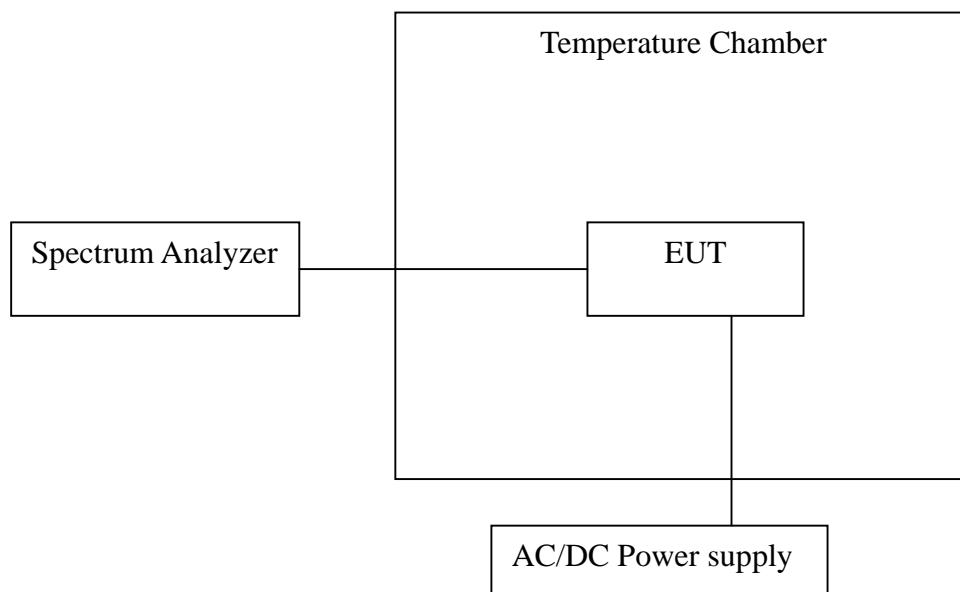 Temperature Chamber
Spectrum Analyzer
EUT
AC/DC Power supply